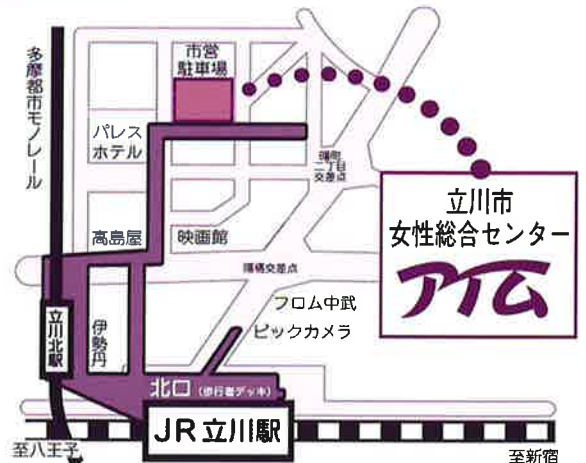 多摩都市モノレール
市営
駐車場
パレス
ホテル
曙町
二丁目
交差点
立川市
女性総合センター
アイム
高島屋
映画館
曙橋交差点
フロム中武
ビックカメラ
立川北駅
伊勢丹
北口（歩行者デッキ）
JR立川駅
至八王子
至新宿